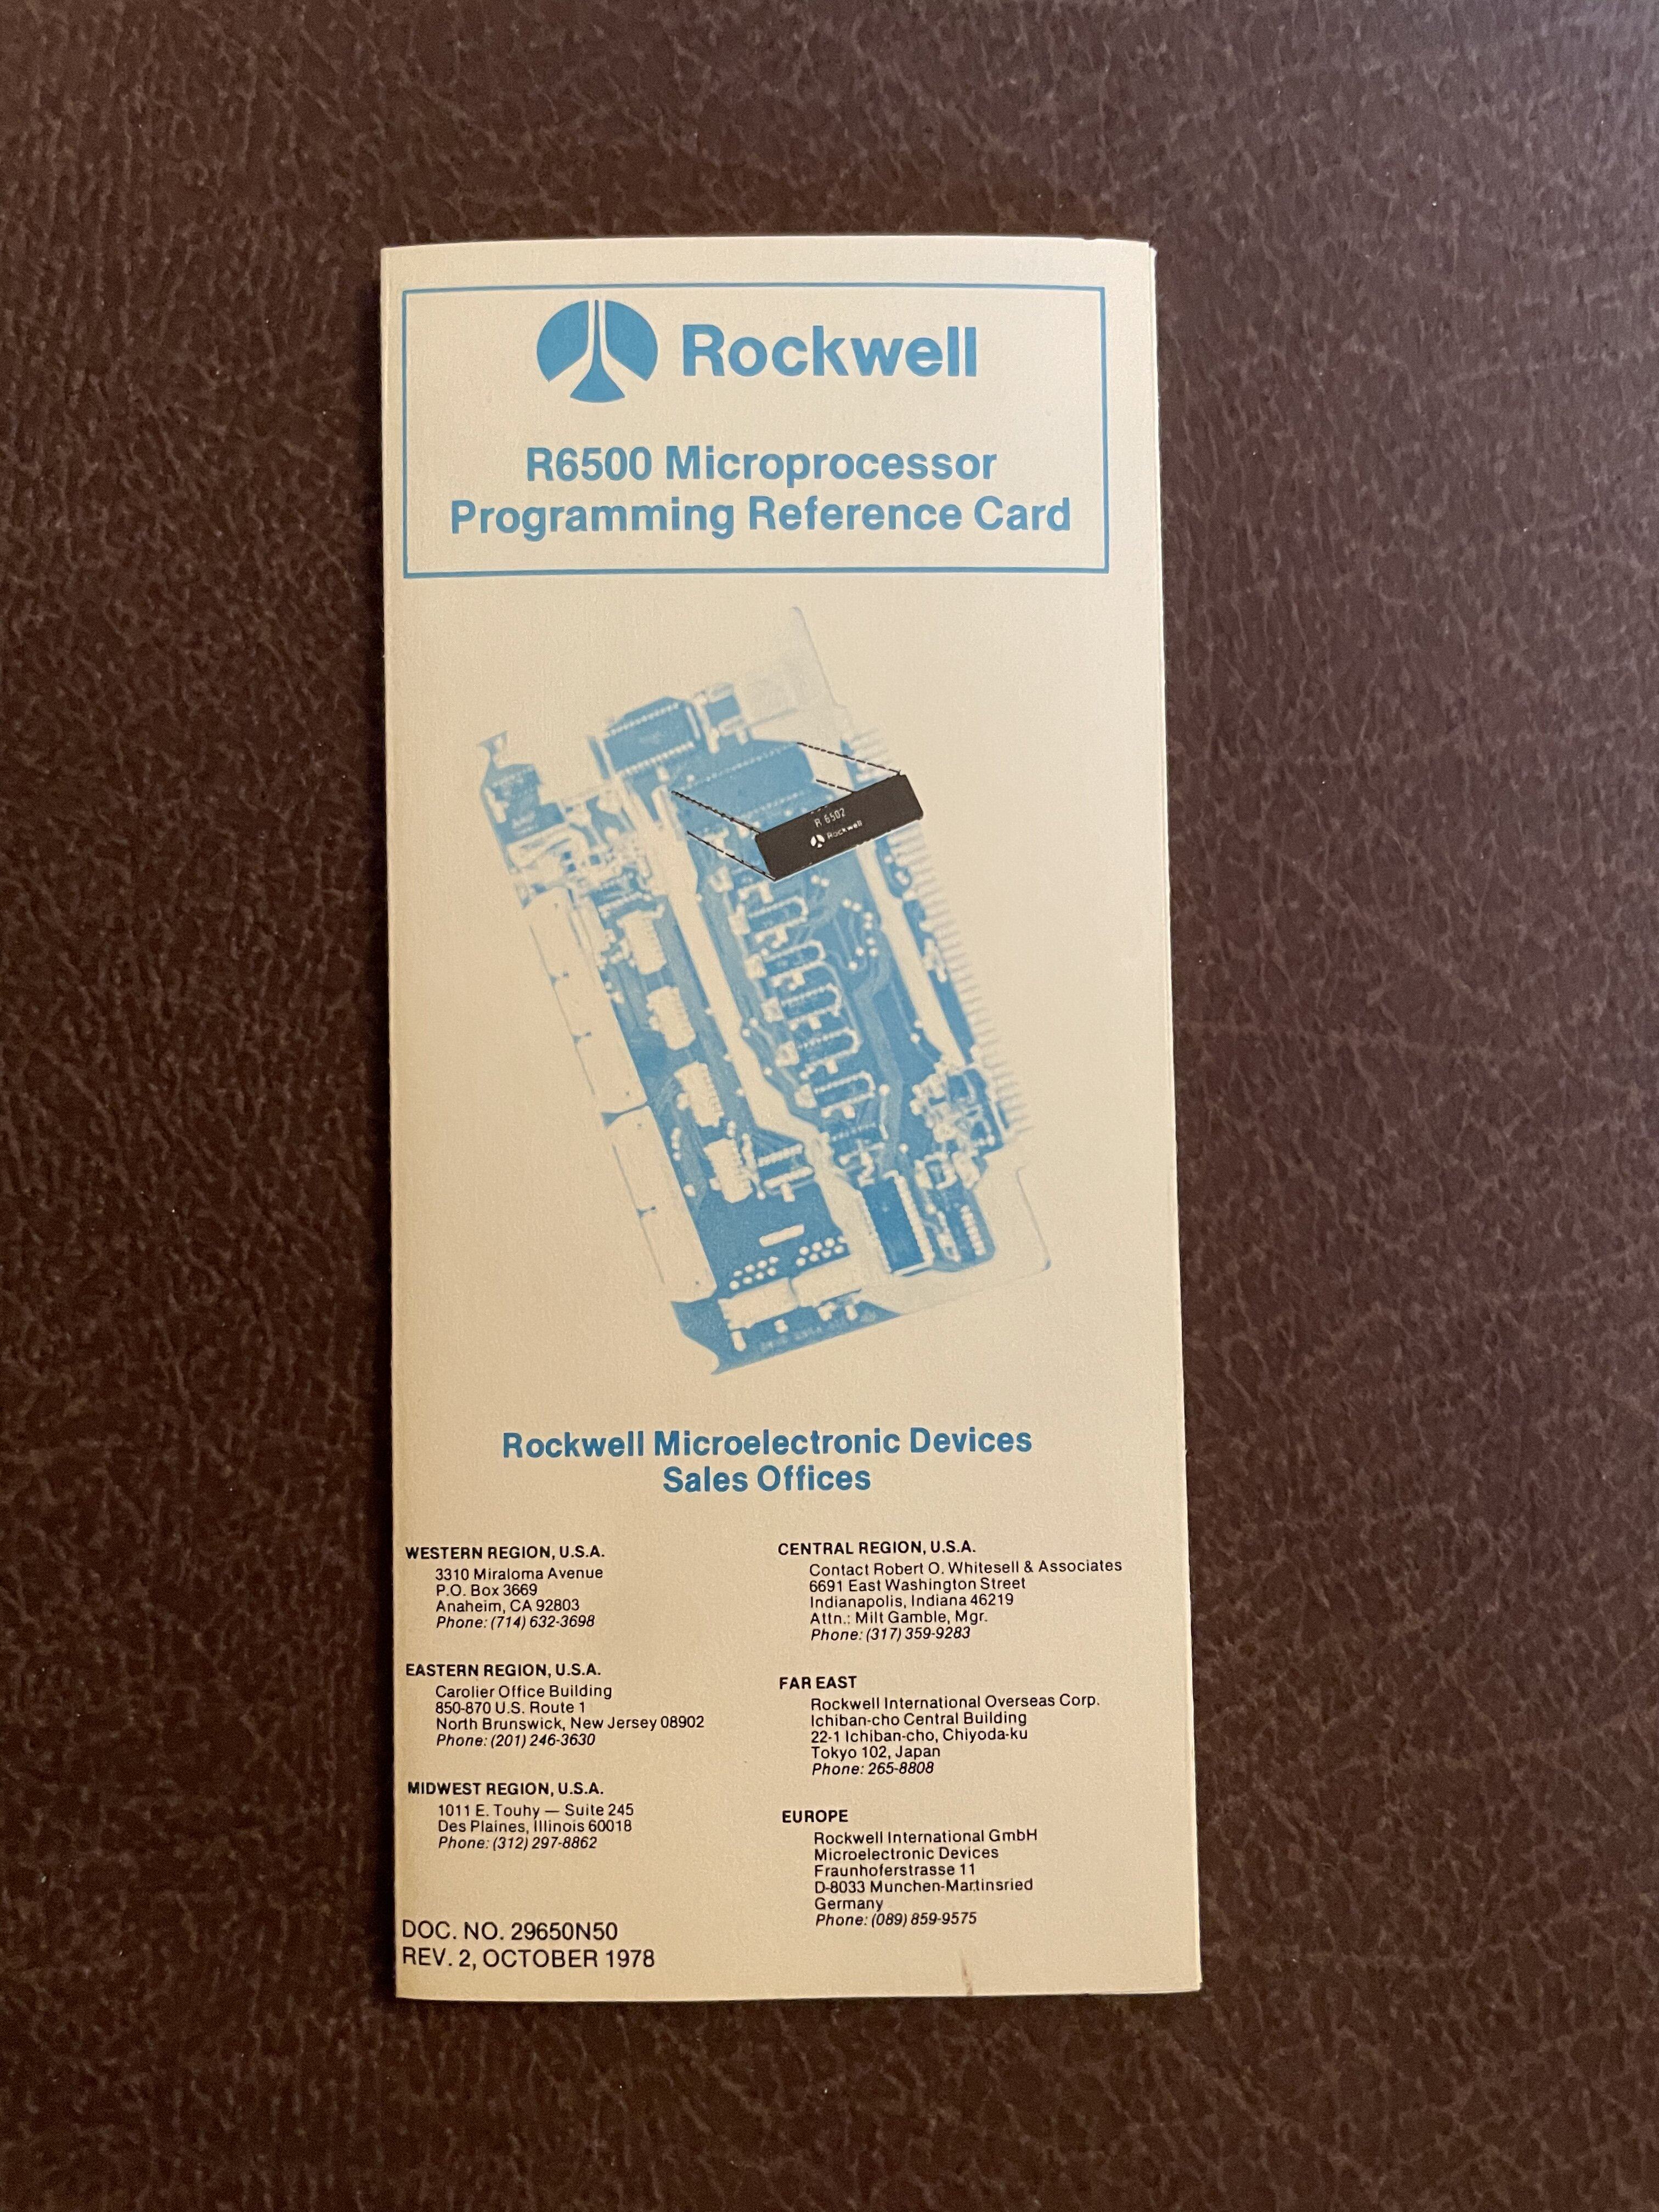 Rockwell
R6500 Microprocessor
Programming Reference Card
R 6502
Rockwell
Rockwell Microelectronic Devices
Sales Offices
WESTERN REGION, U.S.A.
3310 Miraloma Avenue
P.O. Box 3669
Anaheim, CA 92803
Phone: (714) 632-3698
EASTERN REGION, U.S.A.
Carolier Office Building
850-870 U.S. Route 1
North Brunswick, New Jersey 08902
Phone: (201) 246-3630
MIDWEST REGION, U.S.A.
1011 E. Touhy — Suite 245
Des Plaines, Illinois 60018
Phone: (312) 297-8862
CENTRAL REGION, U.S.A.
Contact Robert O. Whitesell & Associates
6691 East Washington Street
Indianapolis, Indiana 46219
Attn.: Milt Gamble, Mgr.
Phone: (317) 359-9283
FAR EAST
Rockwell International Overseas Corp.
Ichiban-cho Central Building
22-1 Ichiban-cho, Chiyoda-ku
Tokyo 102, Japan
Phone: 265-8808
EUROPE
Rockwell International GmbH
Microelectronic Devices
Fraunhoferstrasse 11
D-8033 Munchen-Martinsried
Germany
Phone: (089) 859-9575
DOC. NO. 29650N50
REV. 2, OCTOBER 1978